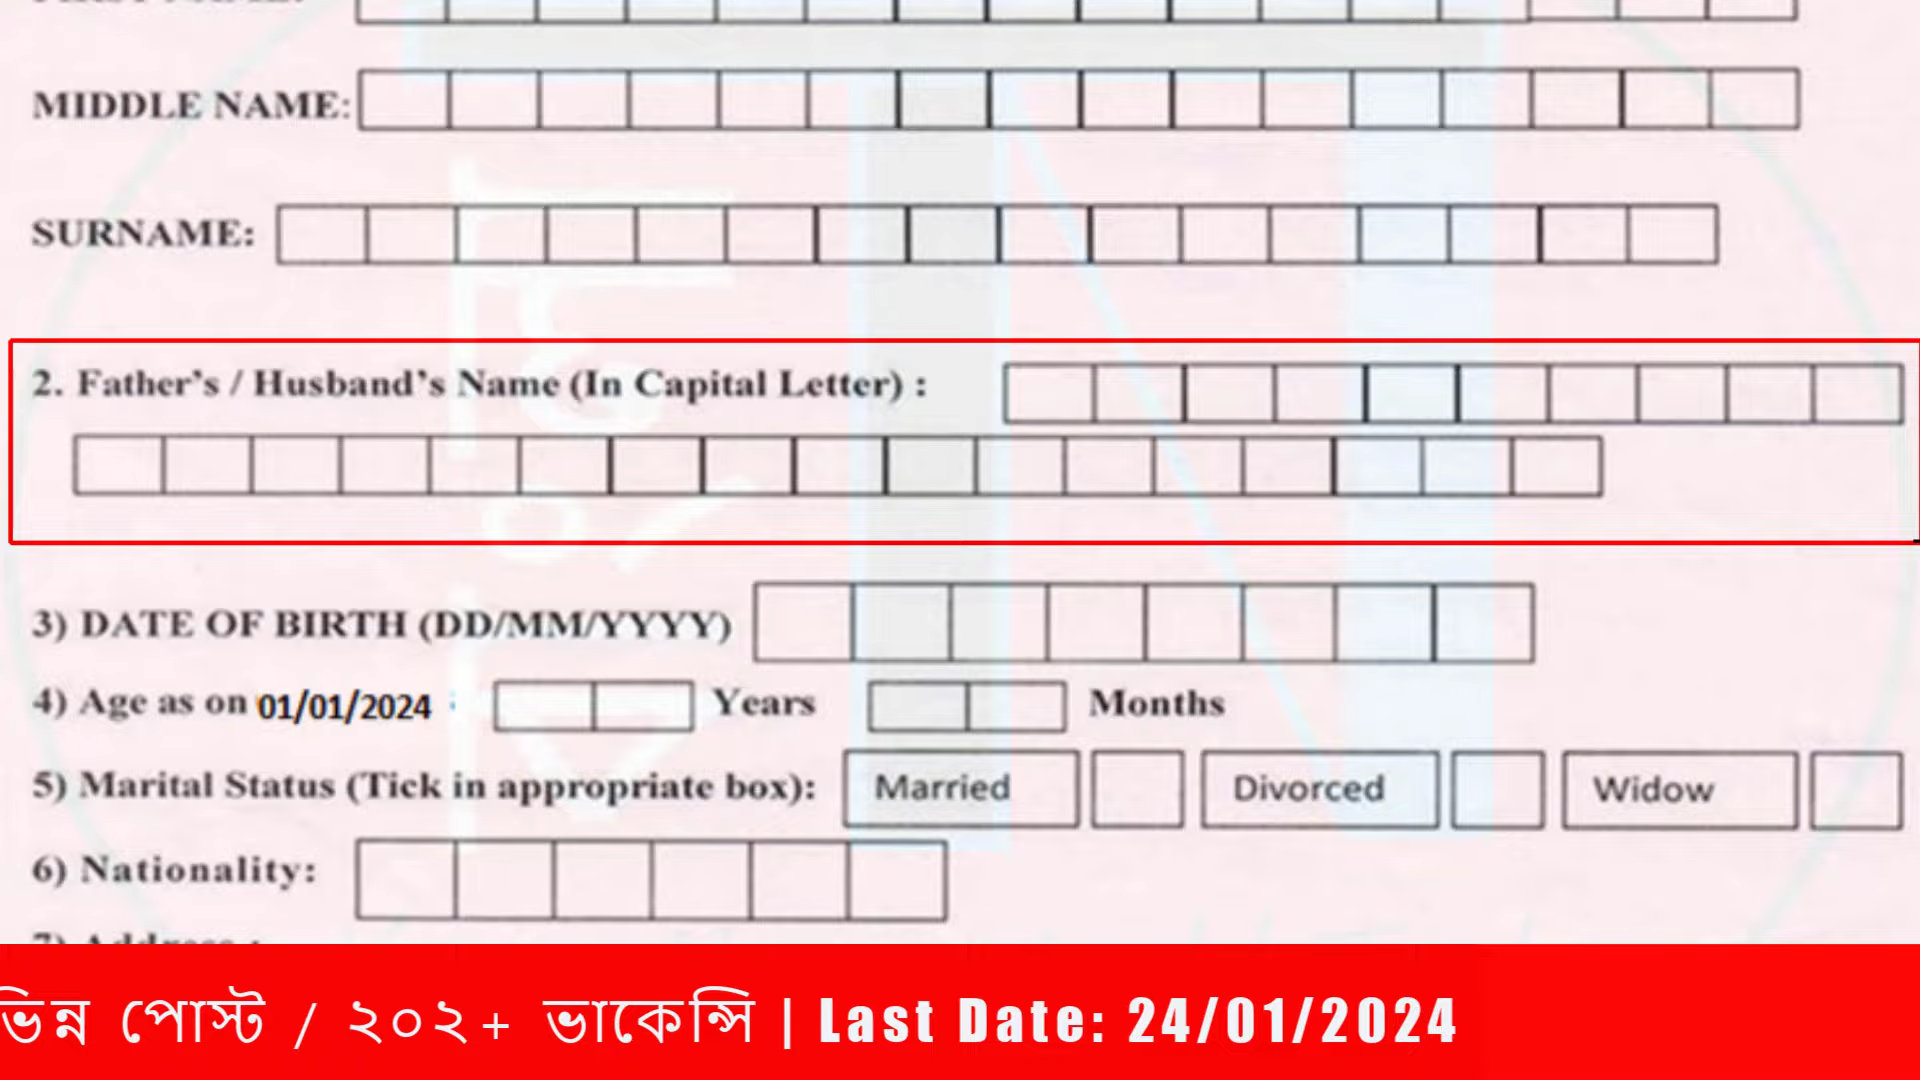 MIDDLE NAME:
SURNAME:
2. Father's / Husband's Name (In Capital Letter) :
3) DATE OF BIRTH (DD/MM/YYYY)
4) Age as on 01/01/2024 : Years Months
5) Marital Status (Tick in appropriate box): Married Divorced Widow
6) Nationality:
7) Address :
ভিন্ন পোস্ট / ২০২+ ভাকেন্সি | Last Date: 24/01/2024